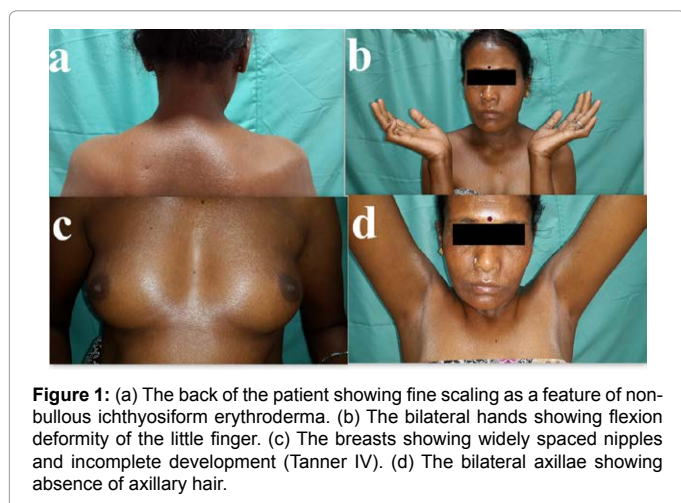 a
b
c
d
Figure 1: (a) The back of the patient showing fine scaling as a feature of non-
bullous ichthyosiform erythroderma. (b) The bilateral hands showing flexion
deformity of the little finger. (c) The breasts showing widely spaced nipples
and incomplete development (Tanner IV). (d) The bilateral axillae showing
absence of axillary hair.